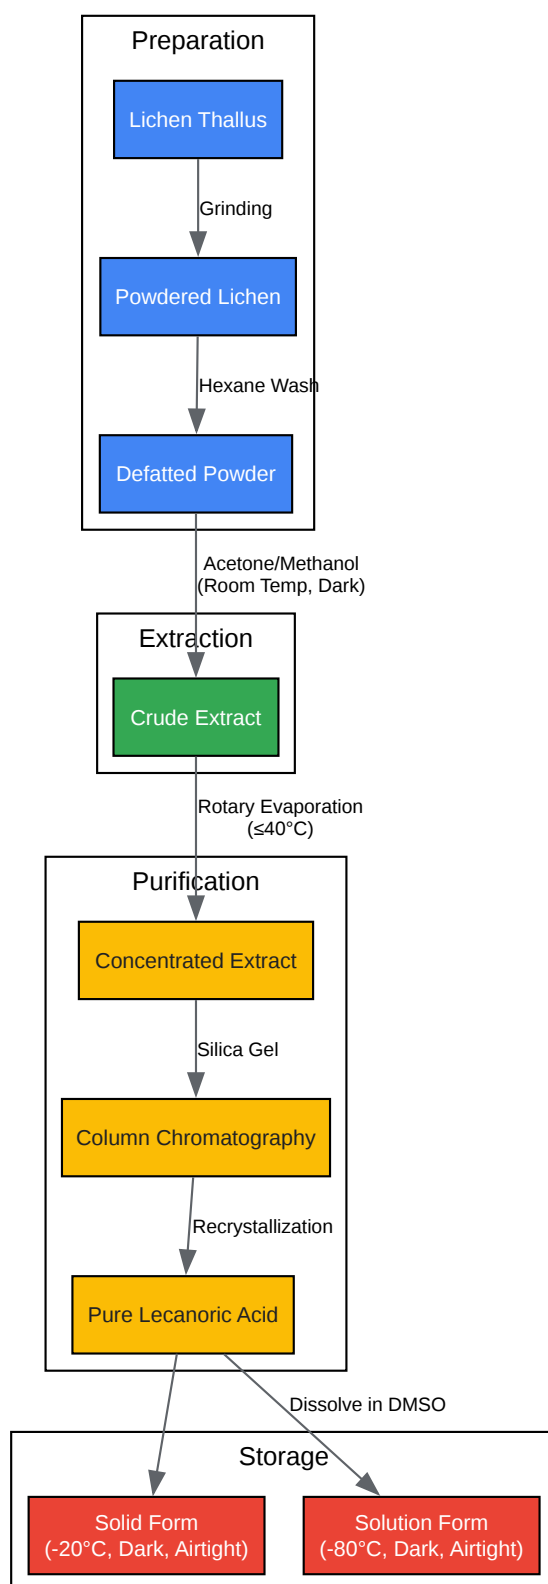 Preparation
Lichen Thallus
Grinding
Powdered Lichen
Hexane Wash
Defatted Powder
Acetone/Methanol
(Room Temp, Dark)
Extraction
Crude Extract
Rotary Evaporation
(≤40°C)
Purification
Concentrated Extract
Silica Gel
Column Chromatography
Recrystallization
Pure Lecanoric Acid
Dissolve in DMSO
Storage
Solid Form
(-20°C, Dark, Airtight)
Solution Form
(-80°C, Dark, Airtight)